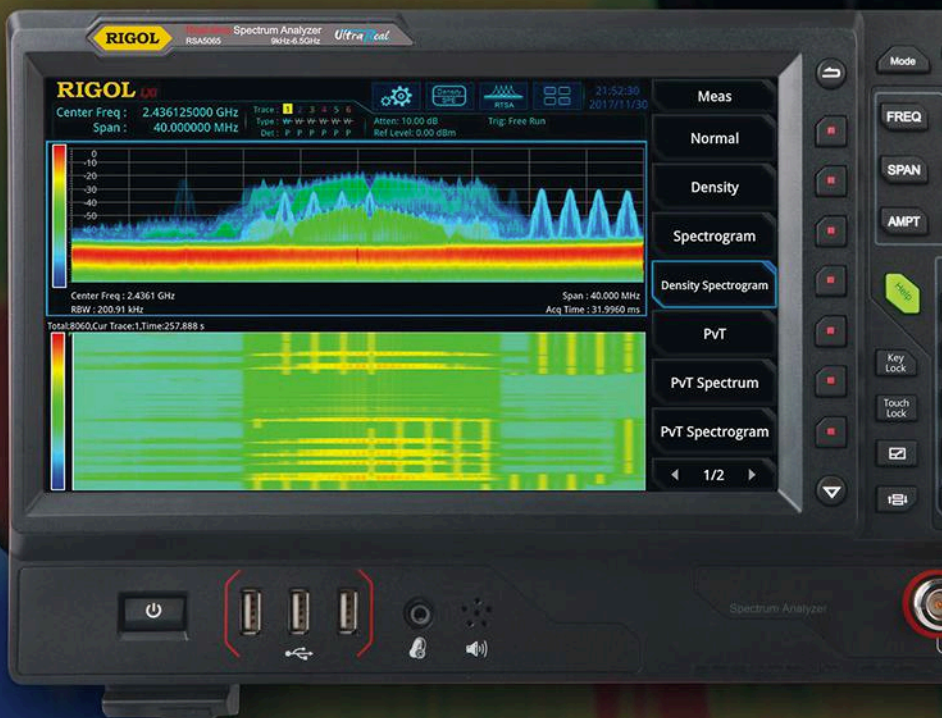 RIGOL
Real-time Spectrum Analyzer
RSA5065 9kHz-6.5GHz
UltraReal
RIGOL LXI
Center Freq : 2.436125000 GHz
Span : 40.000000 MHz
Trace : 1 2 3 4 5 6
Type : W W W W W W
Det : P P P P P P
Atten: 10.00 dB
Ref Level: 0.00 dBm
Density
SPE
RTSA
Trig: Free Run
21:52:30
2017/11/30
0
-10
-20
-30
-40
-50
-60
Center Freq : 2.4361 GHz
Span : 40.000 MHz
RBW : 200.91 kHz
Acq Time : 31.9960 ms
Total:8060,Cur Trace:1,Time:257.888 s
Meas
Normal
Density
Spectrogram
Density Spectrogram
PvT
PvT Spectrum
PvT Spectrogram
1/2
Mode
FREQ
SPAN
AMPT
Help
Key
Lock
Touch
Lock
Spectrum Analyzer